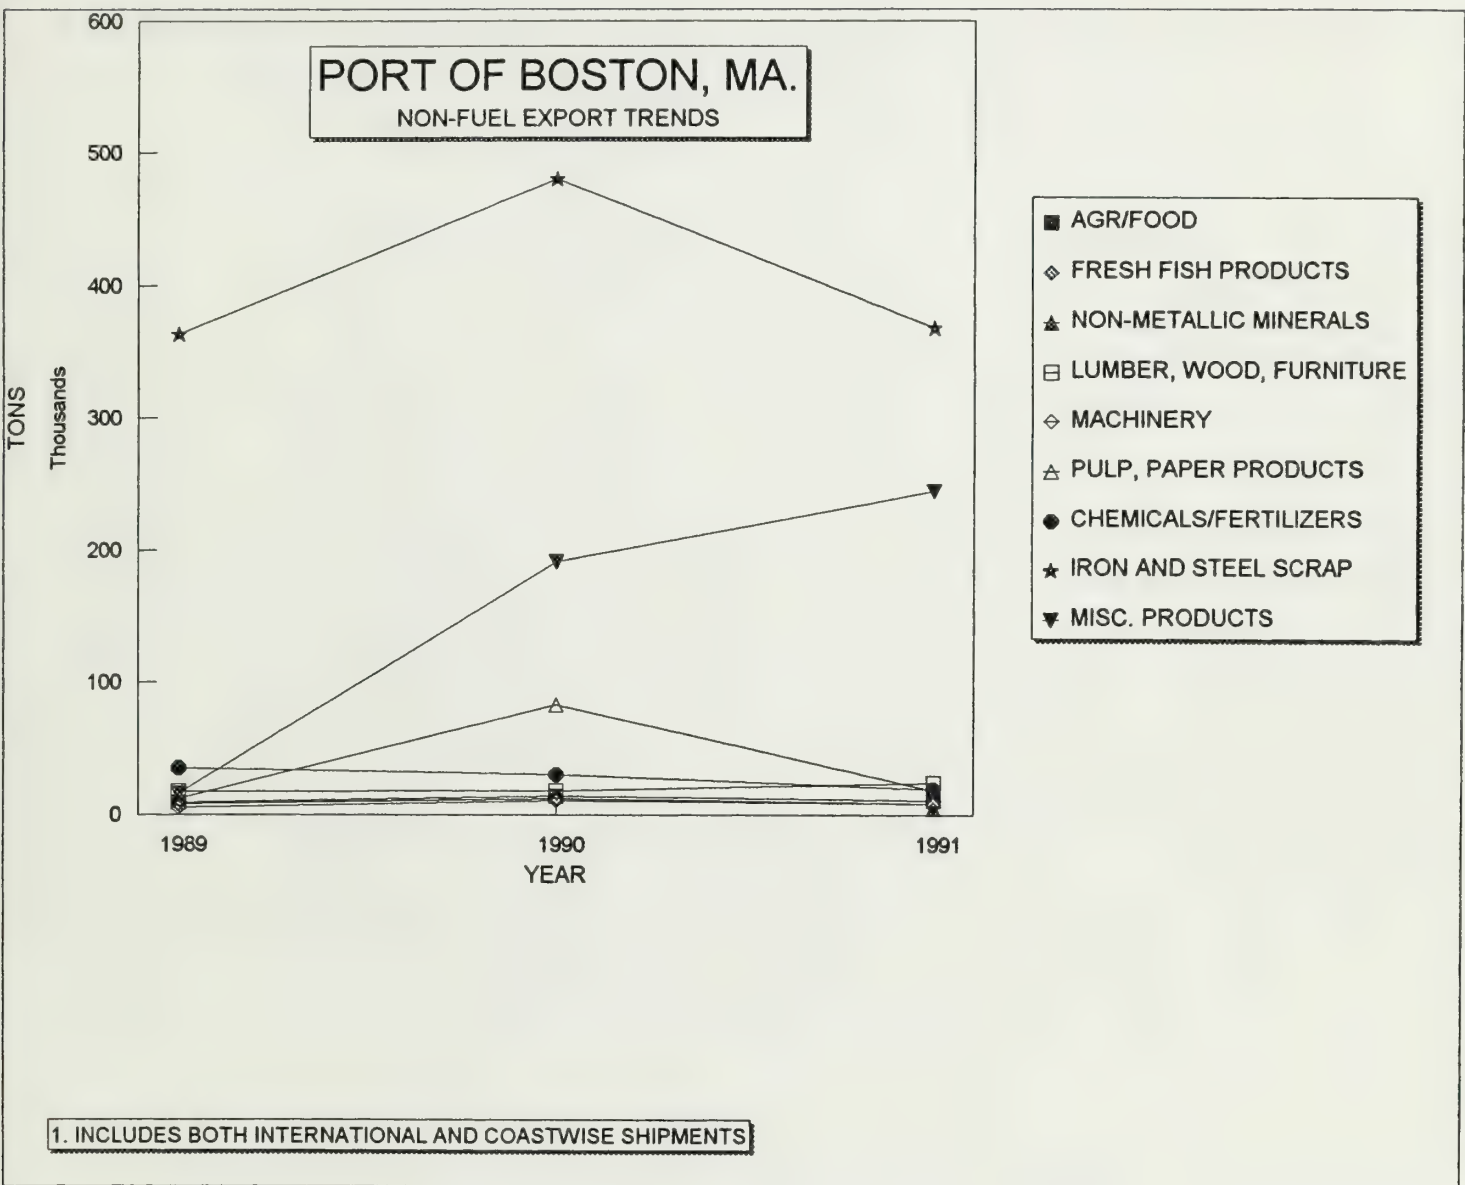 PORT OF BOSTON, MA.
NON-FUEL EXPORT TRENDS
600
500
400
300
200
100
0
TONS
Thousands
1989
1990
1991
YEAR
AGR/FOOD
FRESH FISH PRODUCTS
NON-METALLIC MINERALS
LUMBER, WOOD, FURNITURE
MACHINERY
PULP, PAPER PRODUCTS
CHEMICALS/FERTILIZERS
IRON AND STEEL SCRAP
MISC. PRODUCTS
1. INCLUDES BOTH INTERNATIONAL AND COASTWISE SHIPMENTS